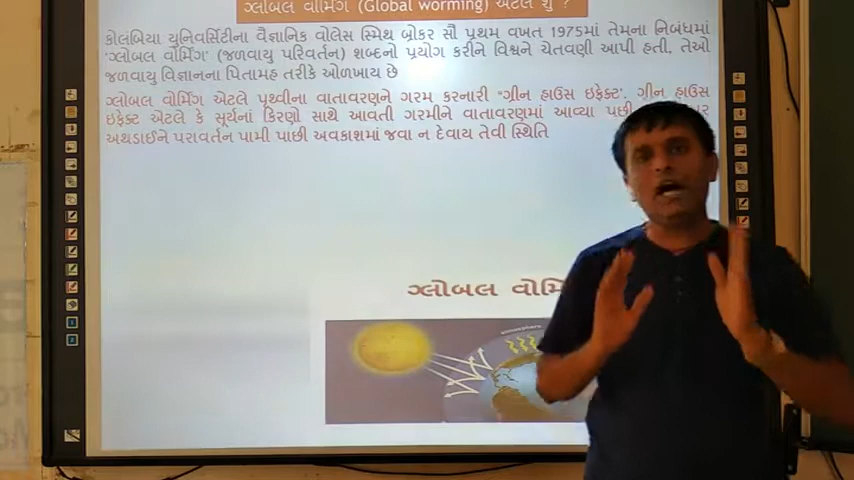 ગ્લોબલ વોર્મિંગ (Global worming) એટલે શું ?
કોલંબિયા યુનિવર્સિટીના વૈજ્ઞાનિક વોલેસ સ્મિથ બ્રોકર સૌ પ્રથમ વખત 1975માં તેમના નિબંધમાં
'ગ્લોબલ વોર્મિંગ' (જળવાયુ પરિવર્તન) શબ્દનો પ્રયોગ કરીને વિશ્વને ચેતવણી આપી હતી. તેઓ
જળવાયુ વિજ્ઞાનના પિતામહ તરીકે ઓળખાય છે
ગ્લોબલ વોર્મિંગ એટલે પૃથ્વીના વાતાવરણને ગરમ કરનારી "ગ્રીન હાઉસ ઇફેક્ટ'. ગ્રીન હાઉસ
ઇફેક્ટ એટલે કે સૂર્યનાં કિરણો સાથે આવતી ગરમીને વાતાવરણમાં આવ્યા પછી
અથડાઈને પરાવર્તન પામી પાછી અવકાશમાં જવા ન દેવાય તેવી સ્થિતિ
ગ્લોબલ
atmosphere